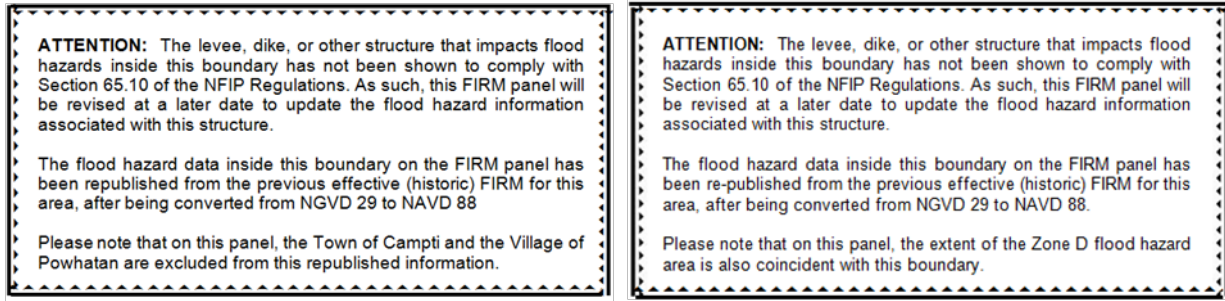 ATTENTION: The levee, dike, or other structure that impacts flood
hazards inside this boundary has not been shown to comply with
Section 65.10 of the NFIP Regulations. As such, this FIRM panel will
be revised at a later date to update the flood hazard information
associated with this structure.
The flood hazard data inside this boundary on the FIRM panel has
been republished from the previous effective (historic) FIRM for this
area, after being converted from NGVD 29 to NAVD 88
Please note that on this panel, the Town of Campti and the Village of
Powhatan are excluded from this republished information.
ATTENTION: The levee, dike, or other structure that impacts flood
hazards inside this boundary has not been shown to comply with
Section 65.10 of the NFIP Regulations. As such, this FIRM panel will
be revised at a later date to update the flood hazard information
associated with this structure.
The flood hazard data inside this boundary on the FIRM panel has
been re-published from the previous effective (historic) FIRM for this
area, after being converted from NGVD 29 to NAVD 88.
Please note that on this panel, the extent of the Zone D flood hazard
area is also coincident with this boundary.